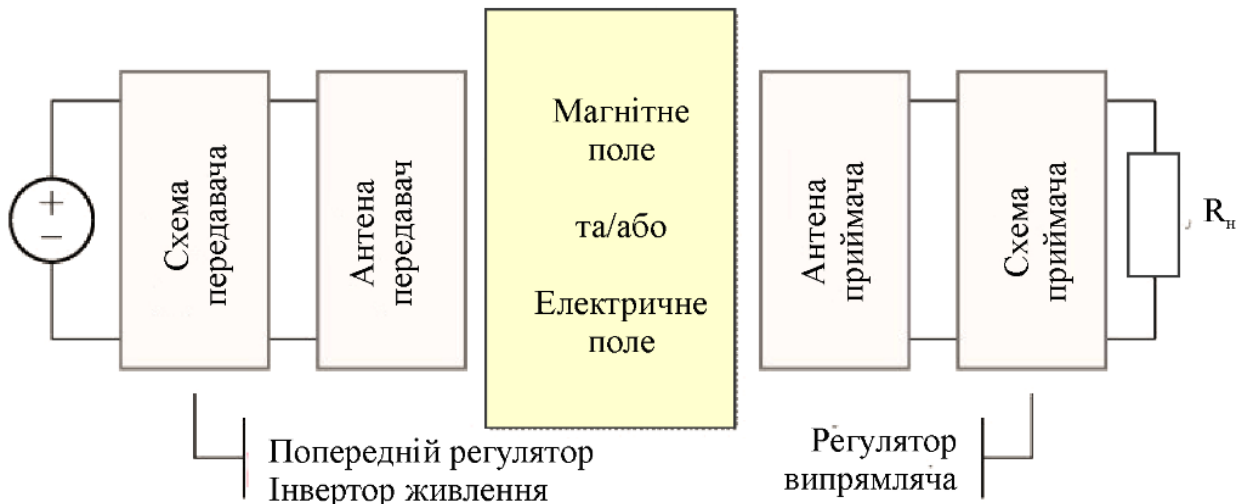 +
−
Схема
передавача
Антена
передавач
Магнітне
поле
та/або
Електричне
поле
Антена
приймача
Схема
приймача
Rн
Попередній регулятор
Інвертор живлення
Регулятор
випрямляча